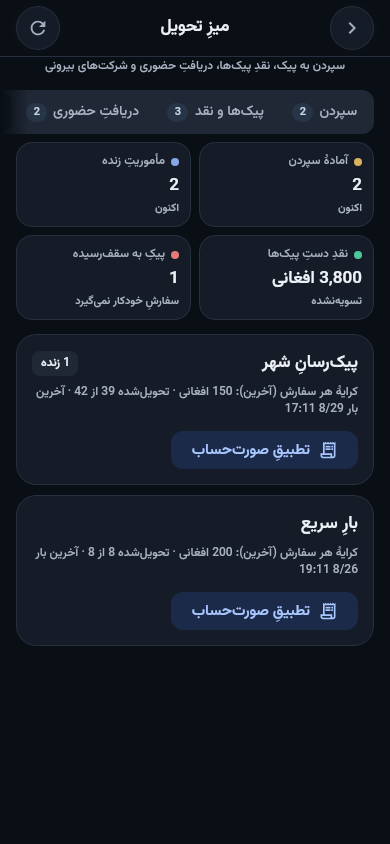 میزِ تحویل
سپردن به پیک، نقدِ پیک‌ها، دریافتِ حضوری و شرکت‌های بیرونی
سپردن 2 پیک‌ها و نقد 3 دریافتِ حضوری 2
آمادهٔ سپردن
2
اکنون
مأموریتِ زنده
2
اکنون
نقدِ دستِ پیک‌ها
3,800 افغانی
تسویه‌نشده
پیکِ به سقف‌رسیده
1
سفارشِ خودکار نمی‌گیرد
پیک‌رسانِ شهر
1 زنده
کرایهٔ هر سفارش (آخرین): 150 افغانی · تحویل‌شده 39 از 42 · آخرین
بار 8/29 17:11
تطبیقِ صورت‌حساب
بارِ سریع
کرایهٔ هر سفارش (آخرین): 200 افغانی · تحویل‌شده 8 از 8 · آخرین بار
8/26 19:11
تطبیقِ صورت‌حساب